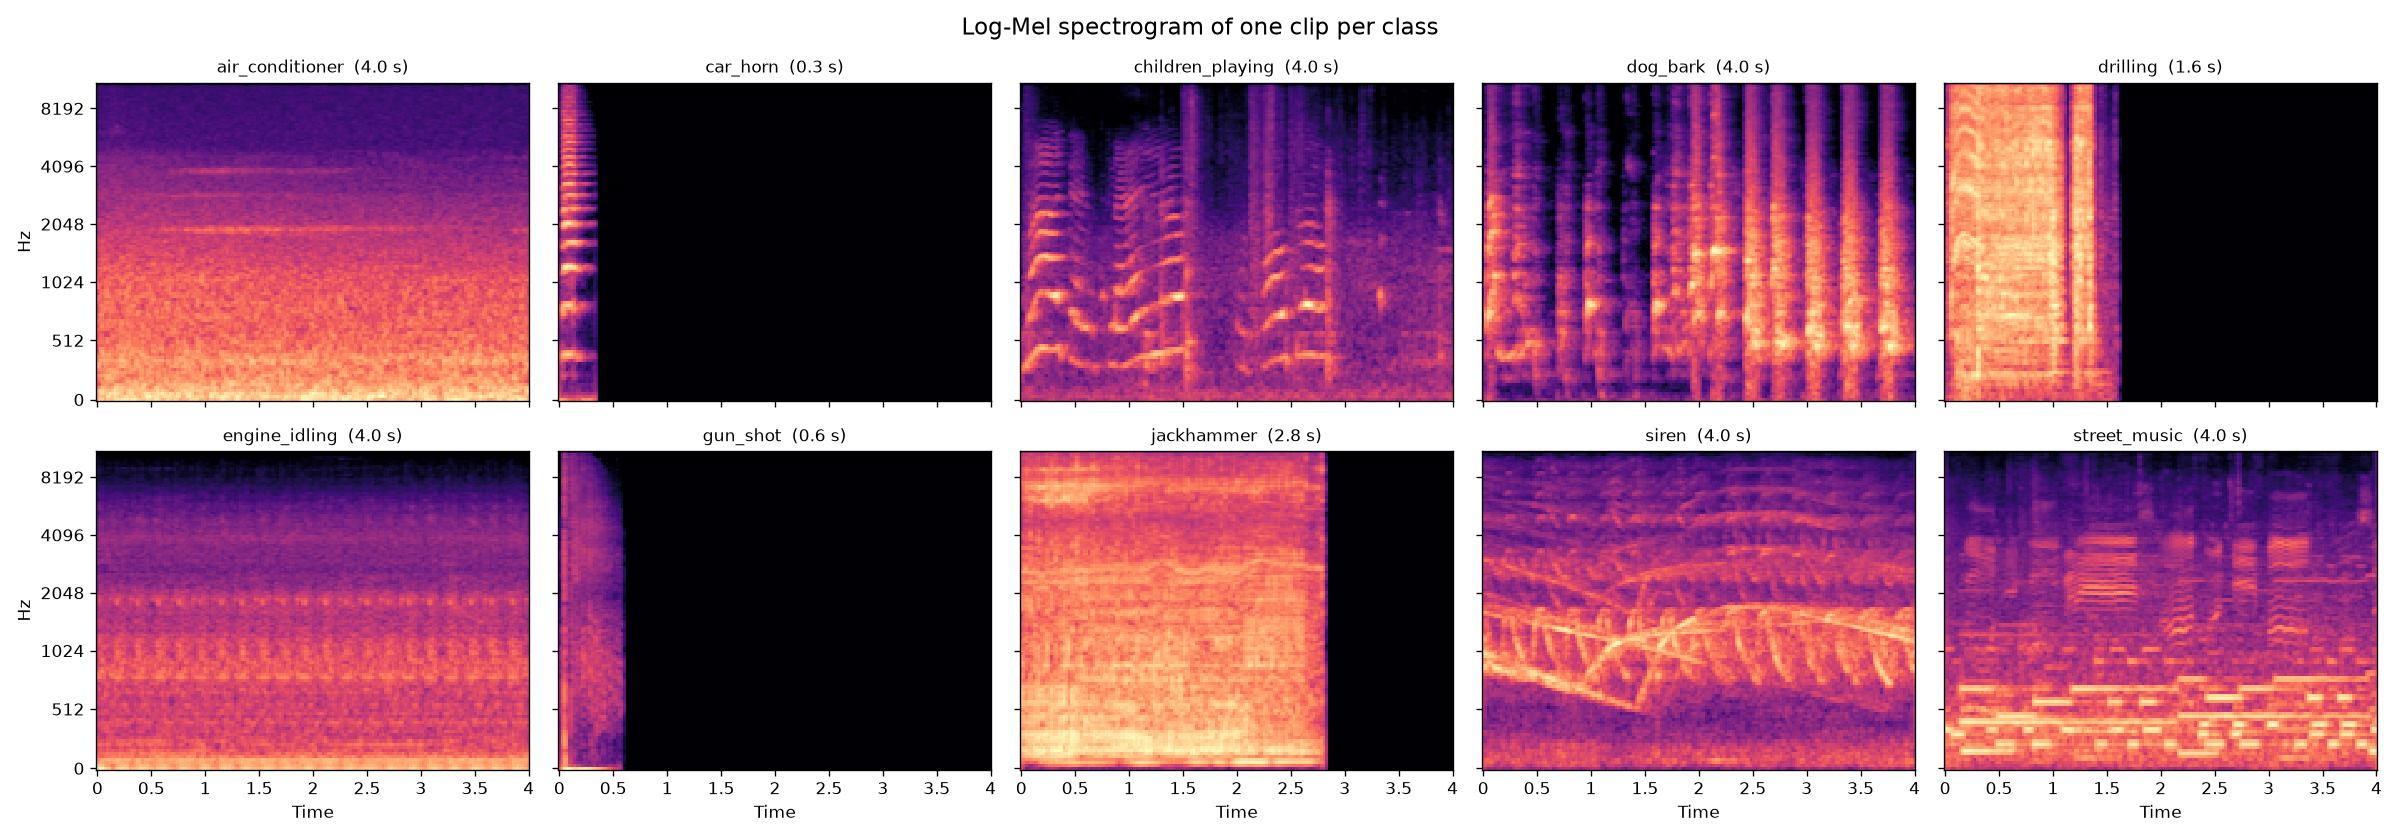 Log-Mel spectrogram of one clip per class
air_conditioner (4.0 s)
car_horn (0.3 s)
children_playing (4.0 s)
dog_bark (4.0 s)
drilling (1.6 s)
8192
4096
2048
1024
512
0
Hz
engine_idling (4.0 s)
gun_shot (0.6 s)
jackhammer (2.8 s)
siren (4.0 s)
street_music (4.0 s)
8192
4096
2048
1024
512
0
Hz
0 0.5 1 1.5 2 2.5 3 3.5 4
Time
0 0.5 1 1.5 2 2.5 3 3.5 4
Time
0 0.5 1 1.5 2 2.5 3 3.5 4
Time
0 0.5 1 1.5 2 2.5 3 3.5 4
Time
0 0.5 1 1.5 2 2.5 3 3.5 4
Time